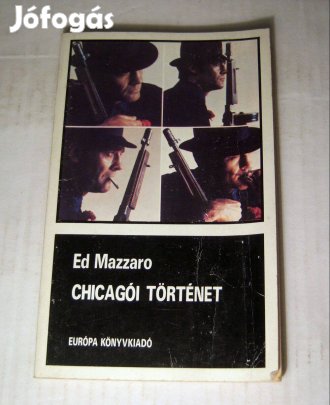 Jófogás
Ed Mazzaro
CHICAGÓI TÖRTÉNET
EURÓPA KÖNYVKIADÓ